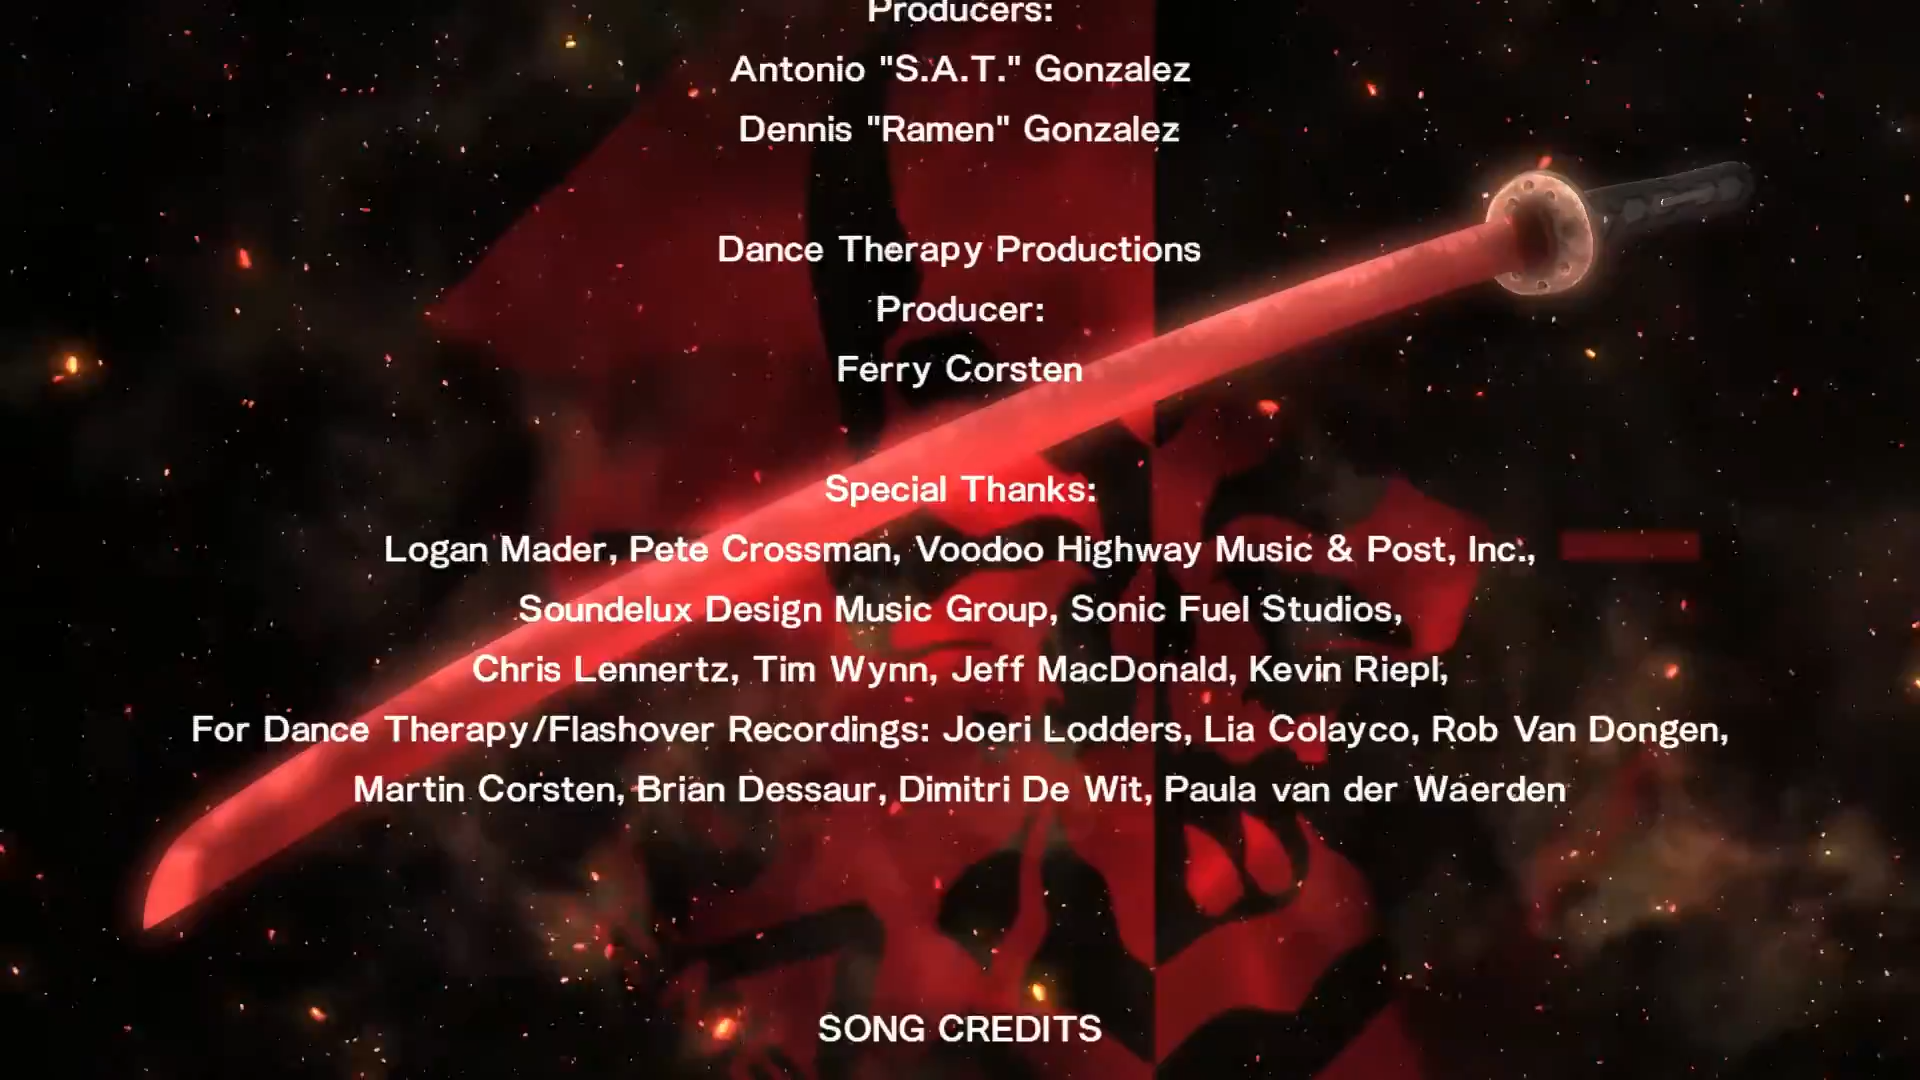 Producers:
Antonio "S.A.T." Gonzalez
Dennis "Ramen" Gonzalez
Dance Therapy Productions
Producer:
Ferry Corsten
Special Thanks:
Logan Mader, Pete Crossman, Voodoo Highway Music & Post, Inc.,
Soundelux Design Music Group, Sonic Fuel Studios,
Chris Lennertz, Tim Wynn, Jeff MacDonald, Kevin Riepl,
For Dance Therapy/Flashover Recordings: Joeri Lodders, Lia Colayco, Rob Van Dongen,
Martin Corsten, Brian Dessaur, Dimitri De Wit, Paula van der Waerden
SONG CREDITS